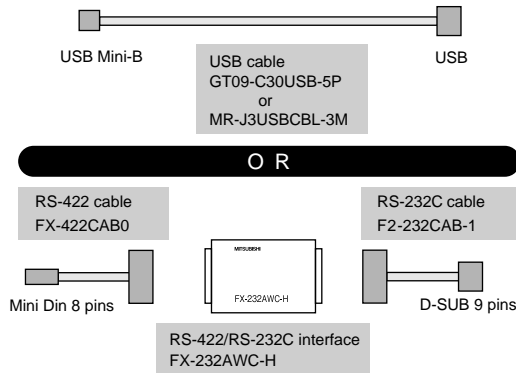 USB Mini-B
USB
USB cable
GT09-C30USB-5P
or
MR-J3USBCBL-3M
O R
RS-422 cable
FX-422CAB0
RS-232C cable
F2-232CAB-1
MITSUBISHI
FX-232AWC-H
Mini Din 8 pins
D-SUB 9 pins
RS-422/RS-232C interface
FX-232AWC-H